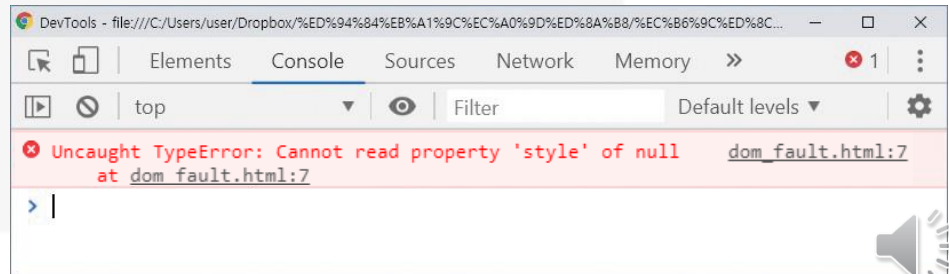 DevTools - file:///C:/Users/user/Dropbox/%ED%94%84%EB%A1%9C%EC%A0%9D%ED%8A%B8/%EC%B6%9C%ED%8C...
Elements Console Sources Network Memory » 1
top ▼ Filter Default levels ▼
Uncaught TypeError: Cannot read property 'style' of null dom_fault.html:7
at dom_fault.html:7
>